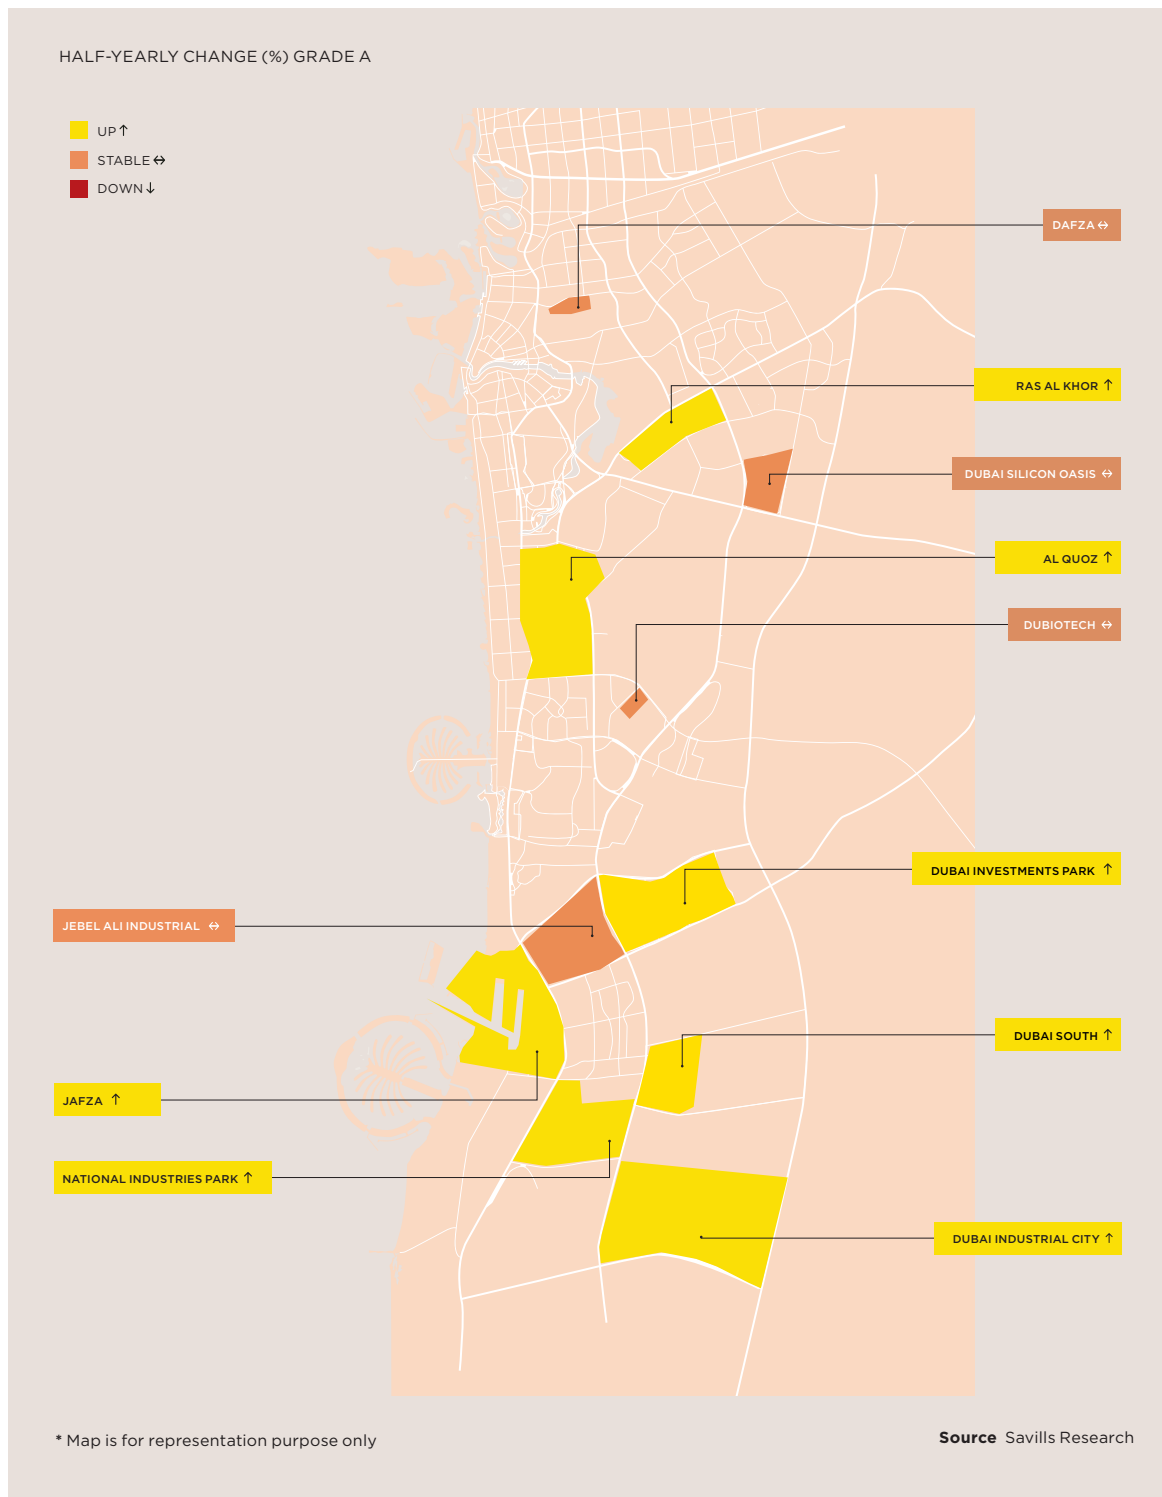 HALF-YEARLY CHANGE (%) GRADE A
UP ↑
STABLE ↔
DOWN ↓
DAFZA ↔
RAS AL KHOR ↑
DUBAI SILICON OASIS ↔
AL QUOZ ↑
DUBIOTECH ↔
DUBAI INVESTMENTS PARK ↑
JEBEL ALI INDUSTRIAL ↔
DUBAI SOUTH ↑
JAFZA ↑
NATIONAL INDUSTRIES PARK ↑
DUBAI INDUSTRIAL CITY ↑
* Map is for representation purpose only
Source Savills Research